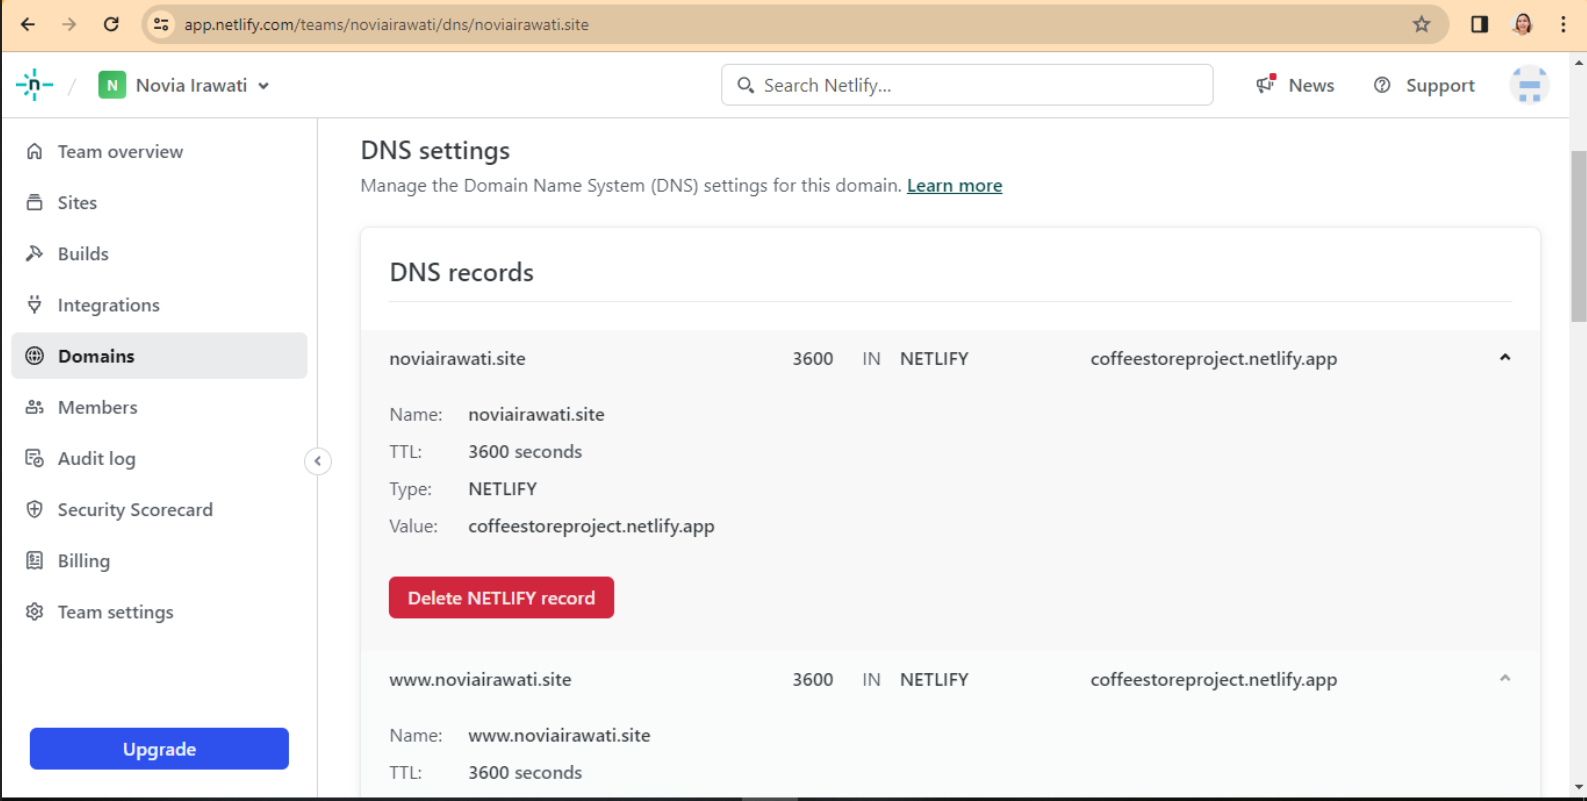 app.netlify.com/teams/noviairawati/dns/noviairawati.site
n / N Novia Irawati
Search Netlify...
News
Support
Team overview
Sites
Builds
Integrations
Domains
Members
Audit log
Security Scorecard
Billing
Team settings
Upgrade
DNS settings
Manage the Domain Name System (DNS) settings for this domain. Learn more
DNS records
noviairawati.site 3600 IN NETLIFY coffeestoreproject.netlify.app
Name: noviairawati.site
TTL: 3600 seconds
Type: NETLIFY
Value: coffeestoreproject.netlify.app
Delete NETLIFY record
www.noviairawati.site 3600 IN NETLIFY coffeestoreproject.netlify.app
Name: www.noviairawati.site
TTL: 3600 seconds